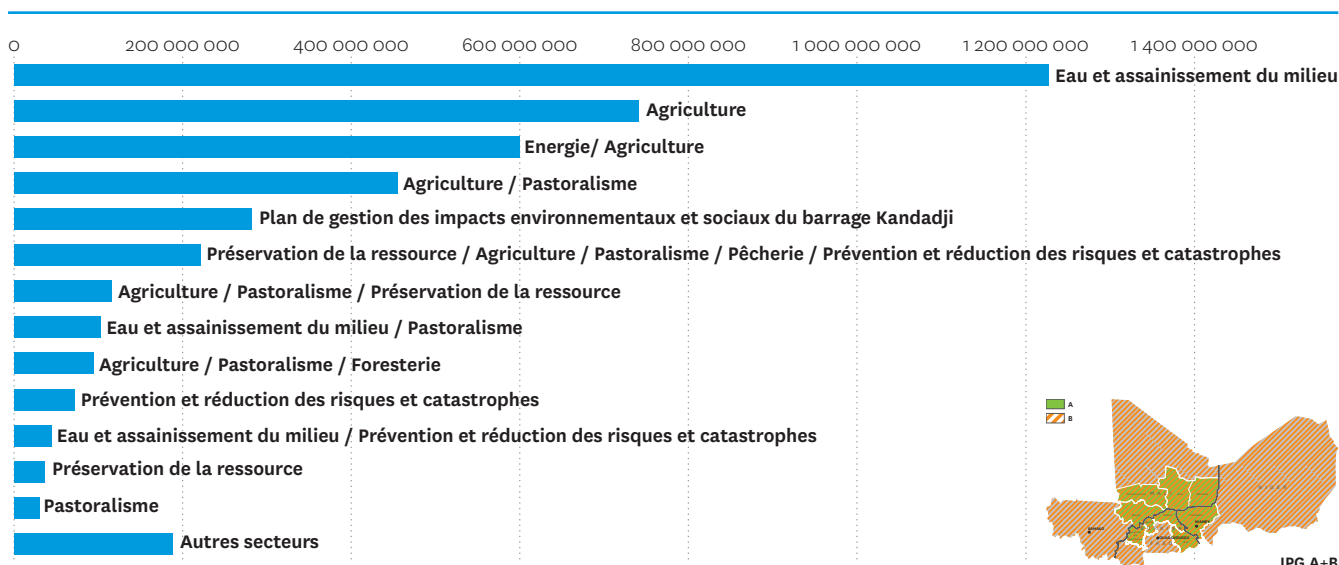 0 200 000 000 400 000 000 600 000 000 800 000 000 1 000 000 000 1 200 000 000 1 400 000 000
Eau et assainissement du milieu
Agriculture
Energie/ Agriculture
Agriculture / Pastoralisme
Plan de gestion des impacts environnementaux et sociaux du barrage Kandadji
Préservation de la ressource / Agriculture / Pastoralisme / Pêcherie / Prévention et réduction des risques et catastrophes
Agriculture / Pastoralisme / Préservation de la ressource
Eau et assainissement du milieu / Pastoralisme
Agriculture / Pastoralisme / Foresterie
Prévention et réduction des risques et catastrophes
Eau et assainissement du milieu / Prévention et réduction des risques et catastrophes
Préservation de la ressource
Pastoralisme
Autres secteurs
A
B
NIGER
BAMAKO
NIAMEY
OUAGADOUGOU
IPG A+B